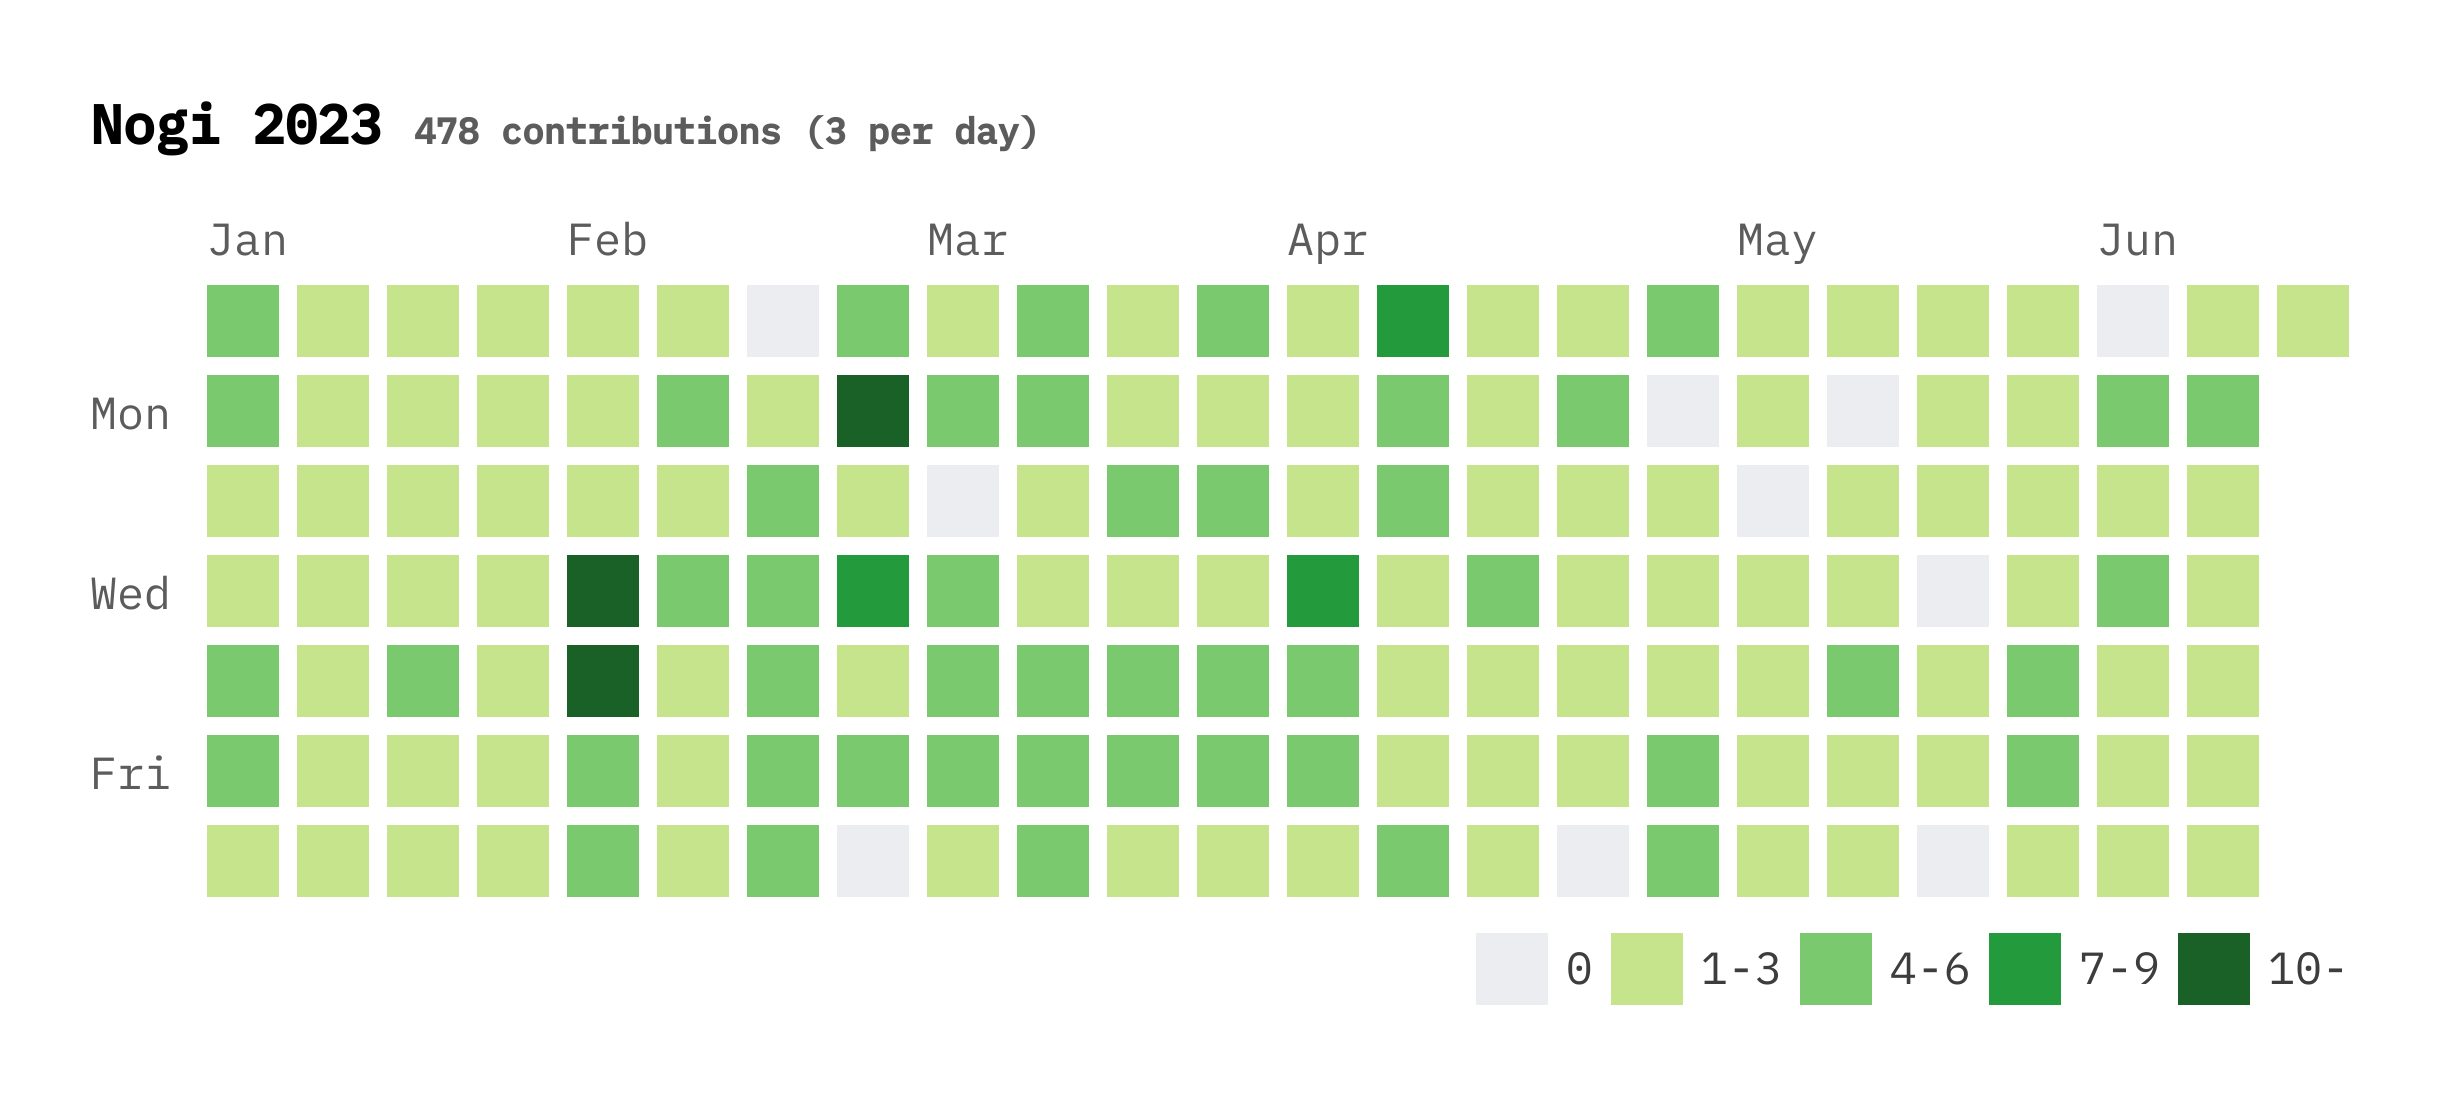 Nogi 2023 478 contributions (3 per day)
Jan Feb Mar Apr May Jun
Mon
Wed
Fri
0 1-3 4-6 7-9 10-